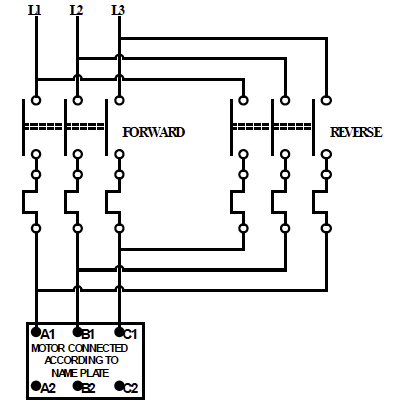 L1 L2 L3
FORWARD REVERSE
A1 B1 C1
MOTOR CONNECTED
ACCORDING TO
NAME PLATE
A2 B2 C2